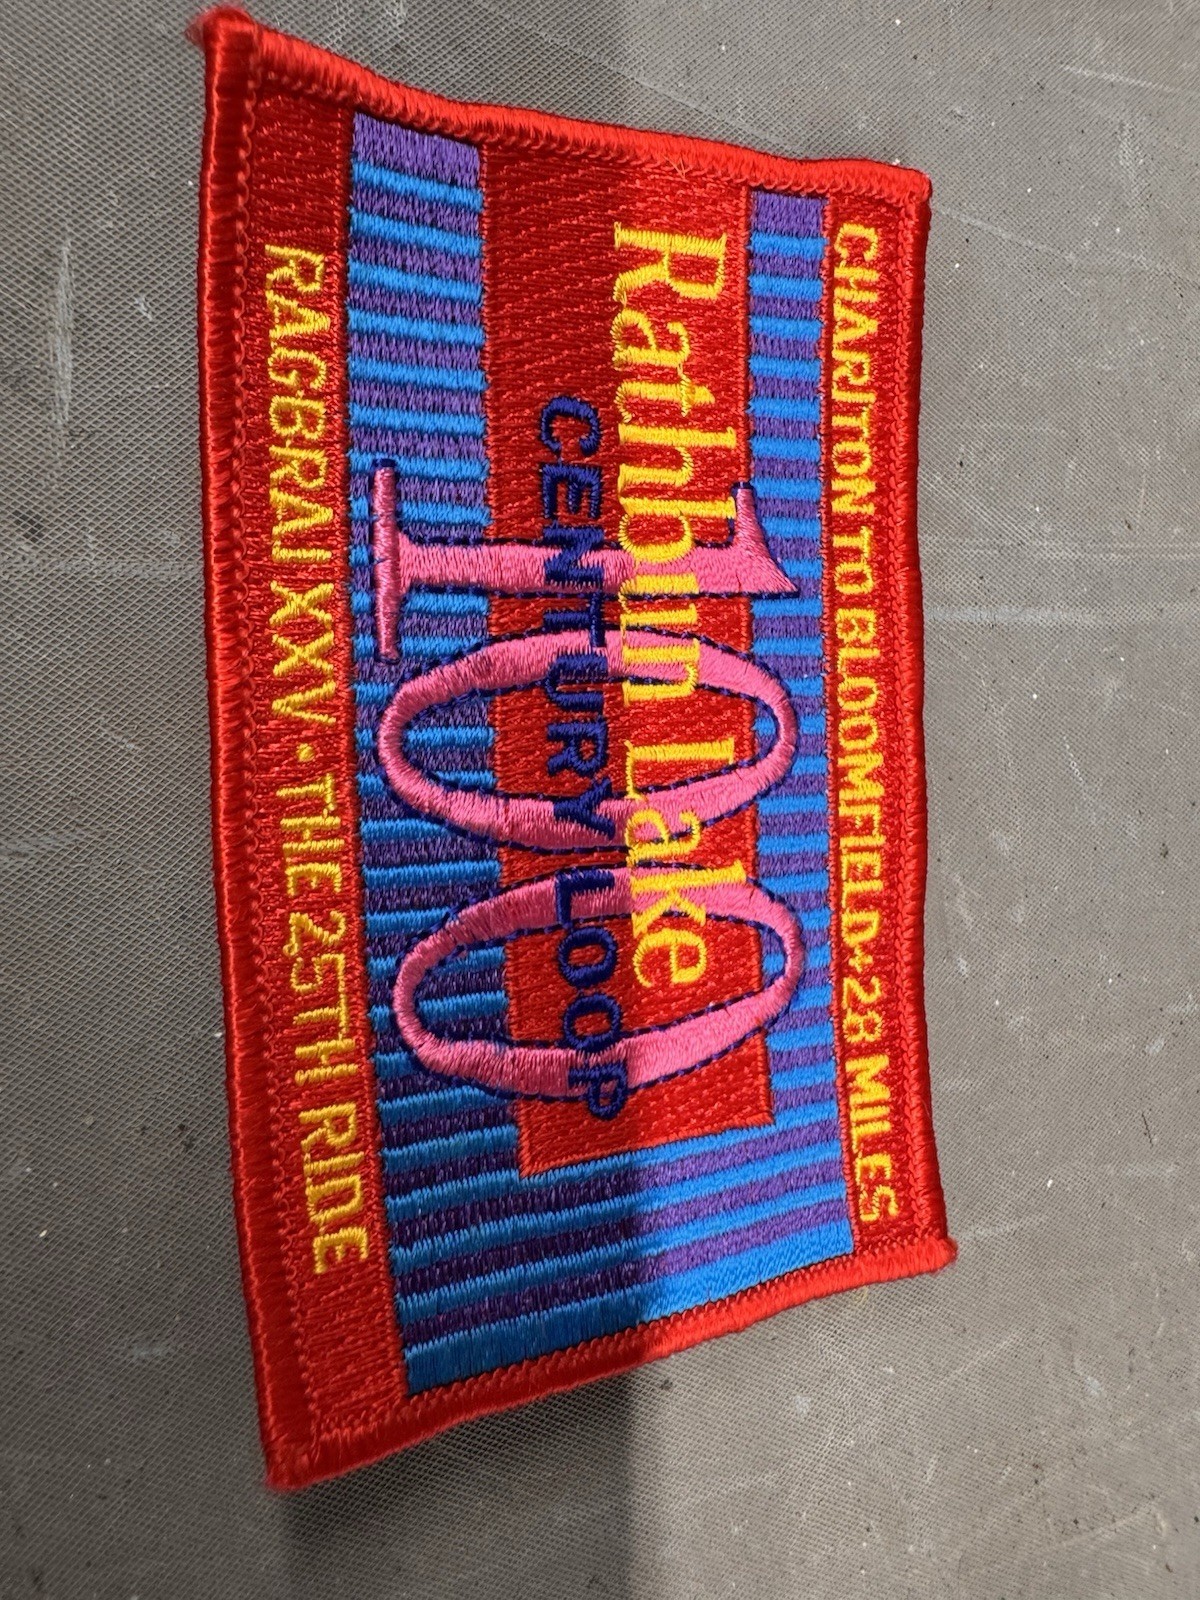 CHARITON TO BLOOMFIELD • 28 MILES
Rathbun Lake
100
CENTURY LOOP
RAGBRAI XXV • THE 25TH RIDE